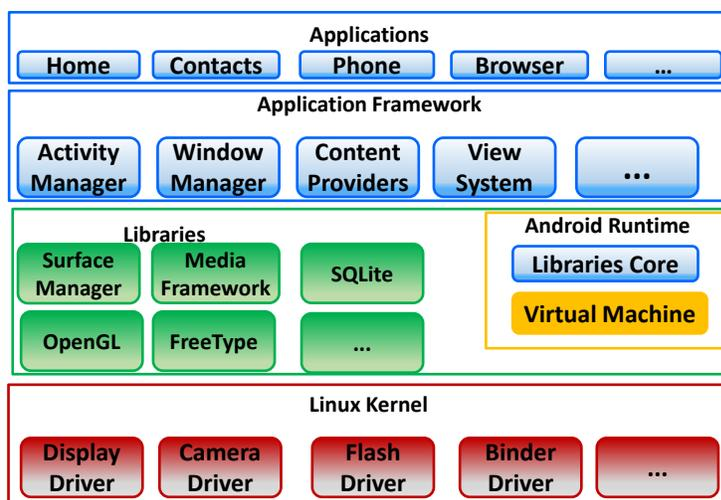 Applications
Home Contacts Phone Browser ...
Application Framework
Activity Manager
Window Manager
Content Providers
View System
...
Libraries
Surface Manager
Media Framework
SQLite
OpenGL
FreeType
...
Android Runtime
Libraries Core
Virtual Machine
Linux Kernel
Display Driver
Camera Driver
Flash Driver
Binder Driver
...